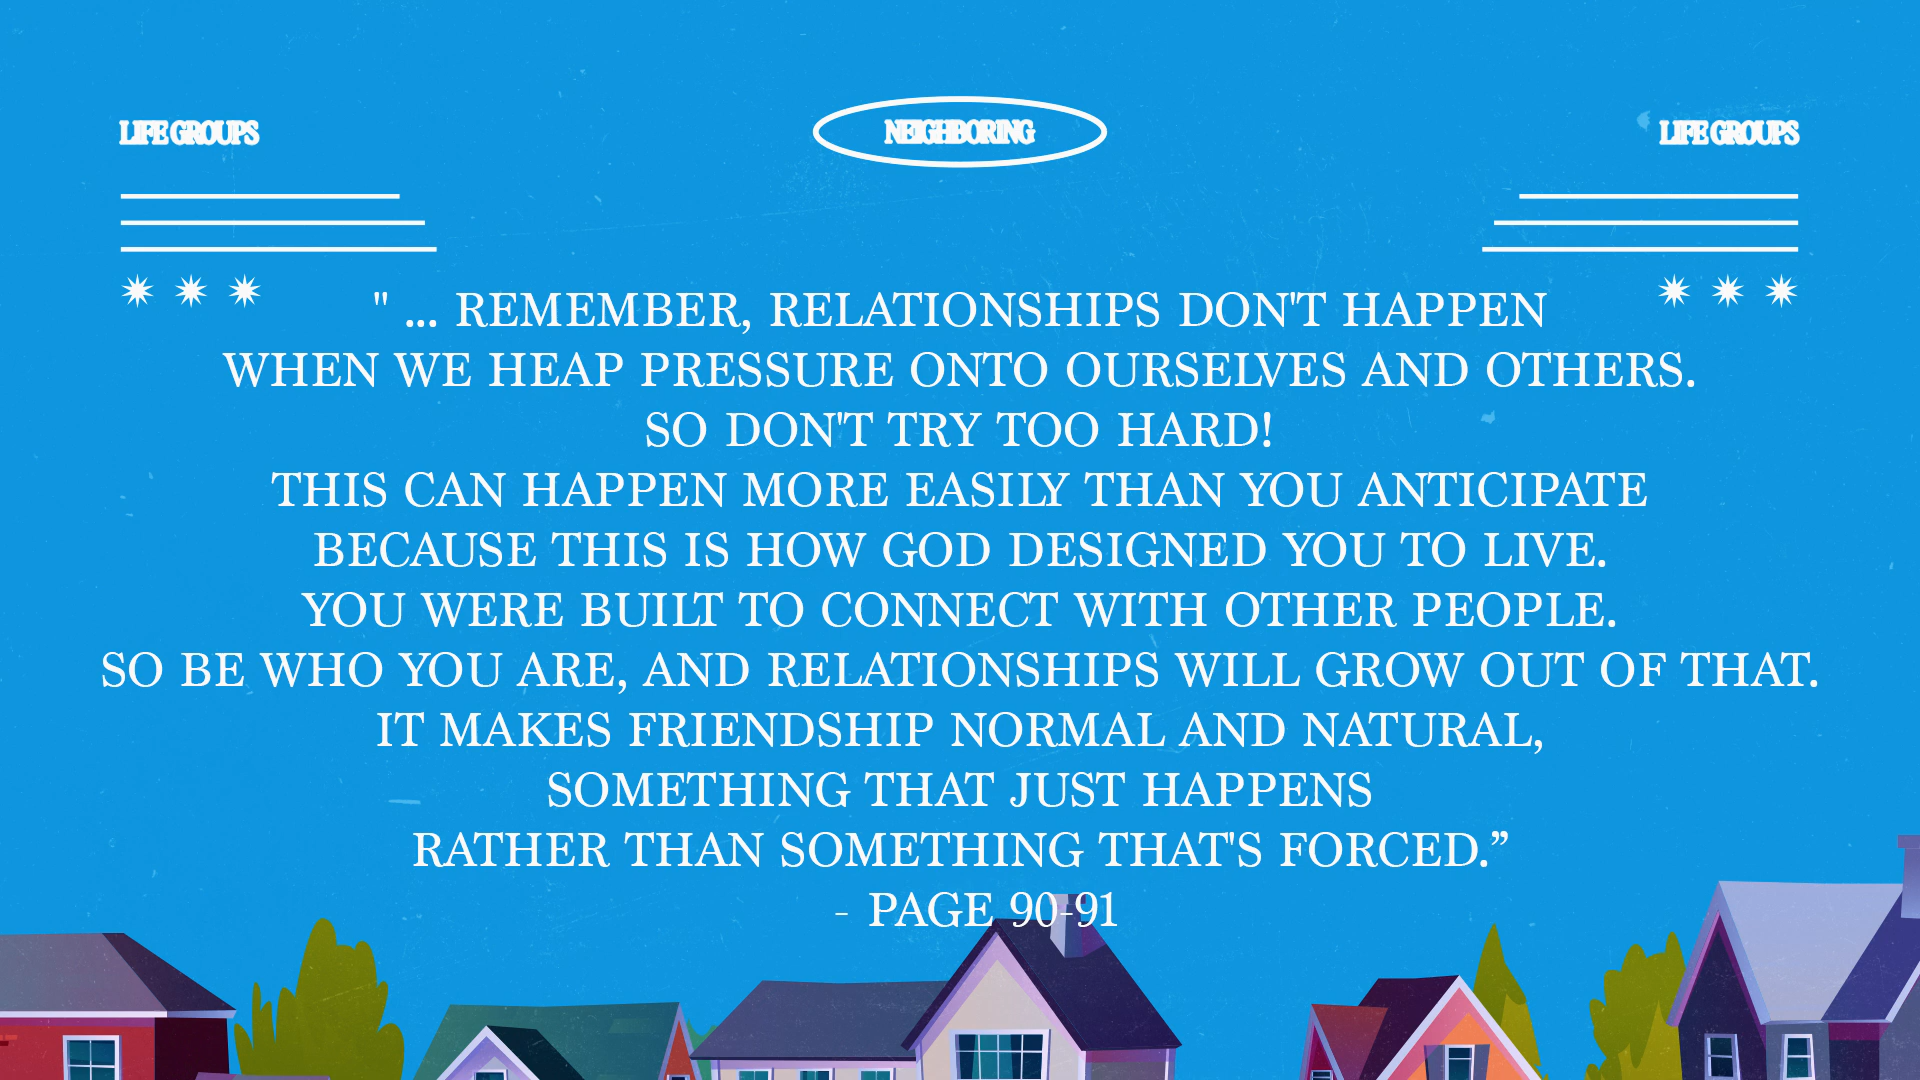 LIFE GROUPS
NEIGHBORING
LIFE GROUPS
" ... REMEMBER, RELATIONSHIPS DON'T HAPPEN
WHEN WE HEAP PRESSURE ONTO OURSELVES AND OTHERS.
SO DON'T TRY TOO HARD!
THIS CAN HAPPEN MORE EASILY THAN YOU ANTICIPATE
BECAUSE THIS IS HOW GOD DESIGNED YOU TO LIVE.
YOU WERE BUILT TO CONNECT WITH OTHER PEOPLE.
SO BE WHO YOU ARE, AND RELATIONSHIPS WILL GROW OUT OF THAT.
IT MAKES FRIENDSHIP NORMAL AND NATURAL,
SOMETHING THAT JUST HAPPENS
RATHER THAN SOMETHING THAT'S FORCED.”
- PAGE 90-91